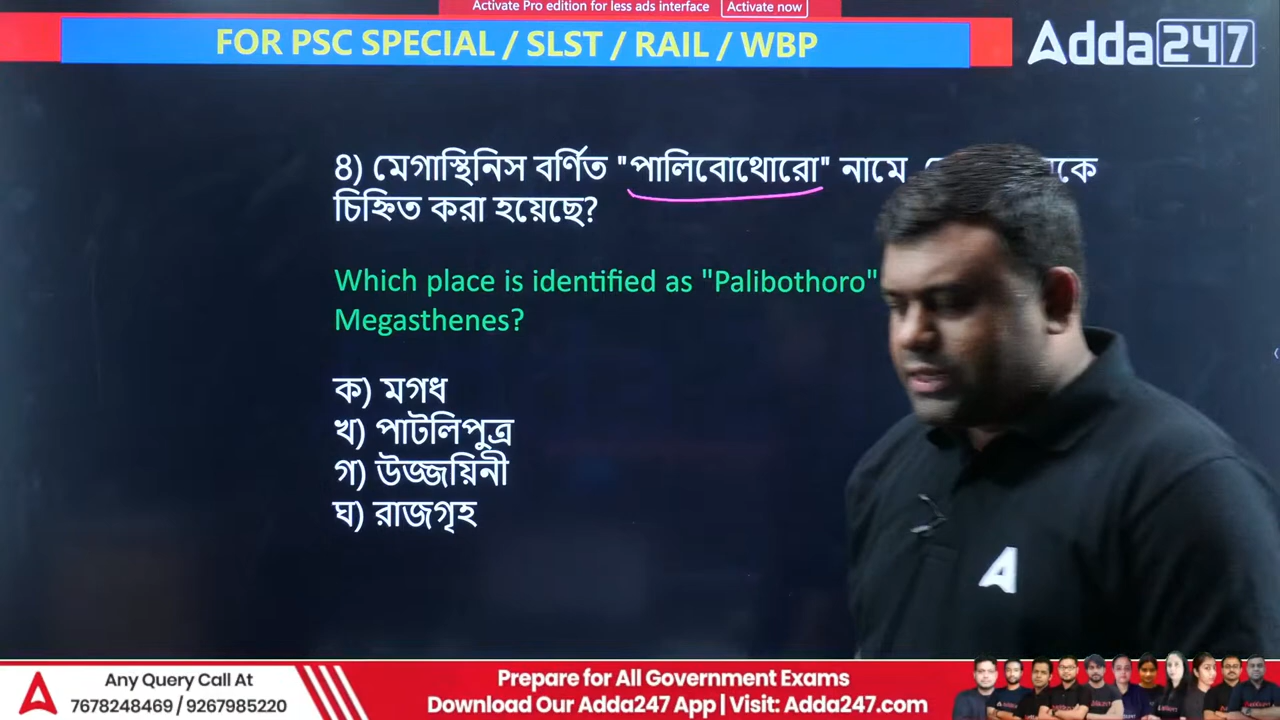 Activate Pro edition for less ads interface Activate now
FOR PSC SPECIAL / SLST / RAIL / WBP
Adda247
৪) মেগাস্থিনিস বর্ণিত "পালিবোথোরো" নামে
চিহ্নিত করা হয়েছে?
Which place is identified as "Palibothoro"
Megasthenes?
ক) মগধ
খ) পাটলিপুত্র
গ) উজ্জয়িনী
ঘ) রাজগৃহ
Any Query Call At
7678248469 / 9267985220
Prepare for All Government Exams
Download Our Adda247 App | Visit: Adda247.com